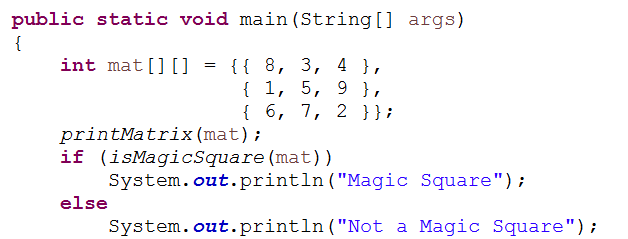 public static void main(String[] args)
{
    int mat[][] = {{ 8, 3, 4 },
                   { 1, 5, 9 },
                   { 6, 7, 2 }};
    printMatrix(mat);
    if (isMagicSquare(mat))
        System.out.println("Magic Square");
    else
        System.out.println("Not a Magic Square");